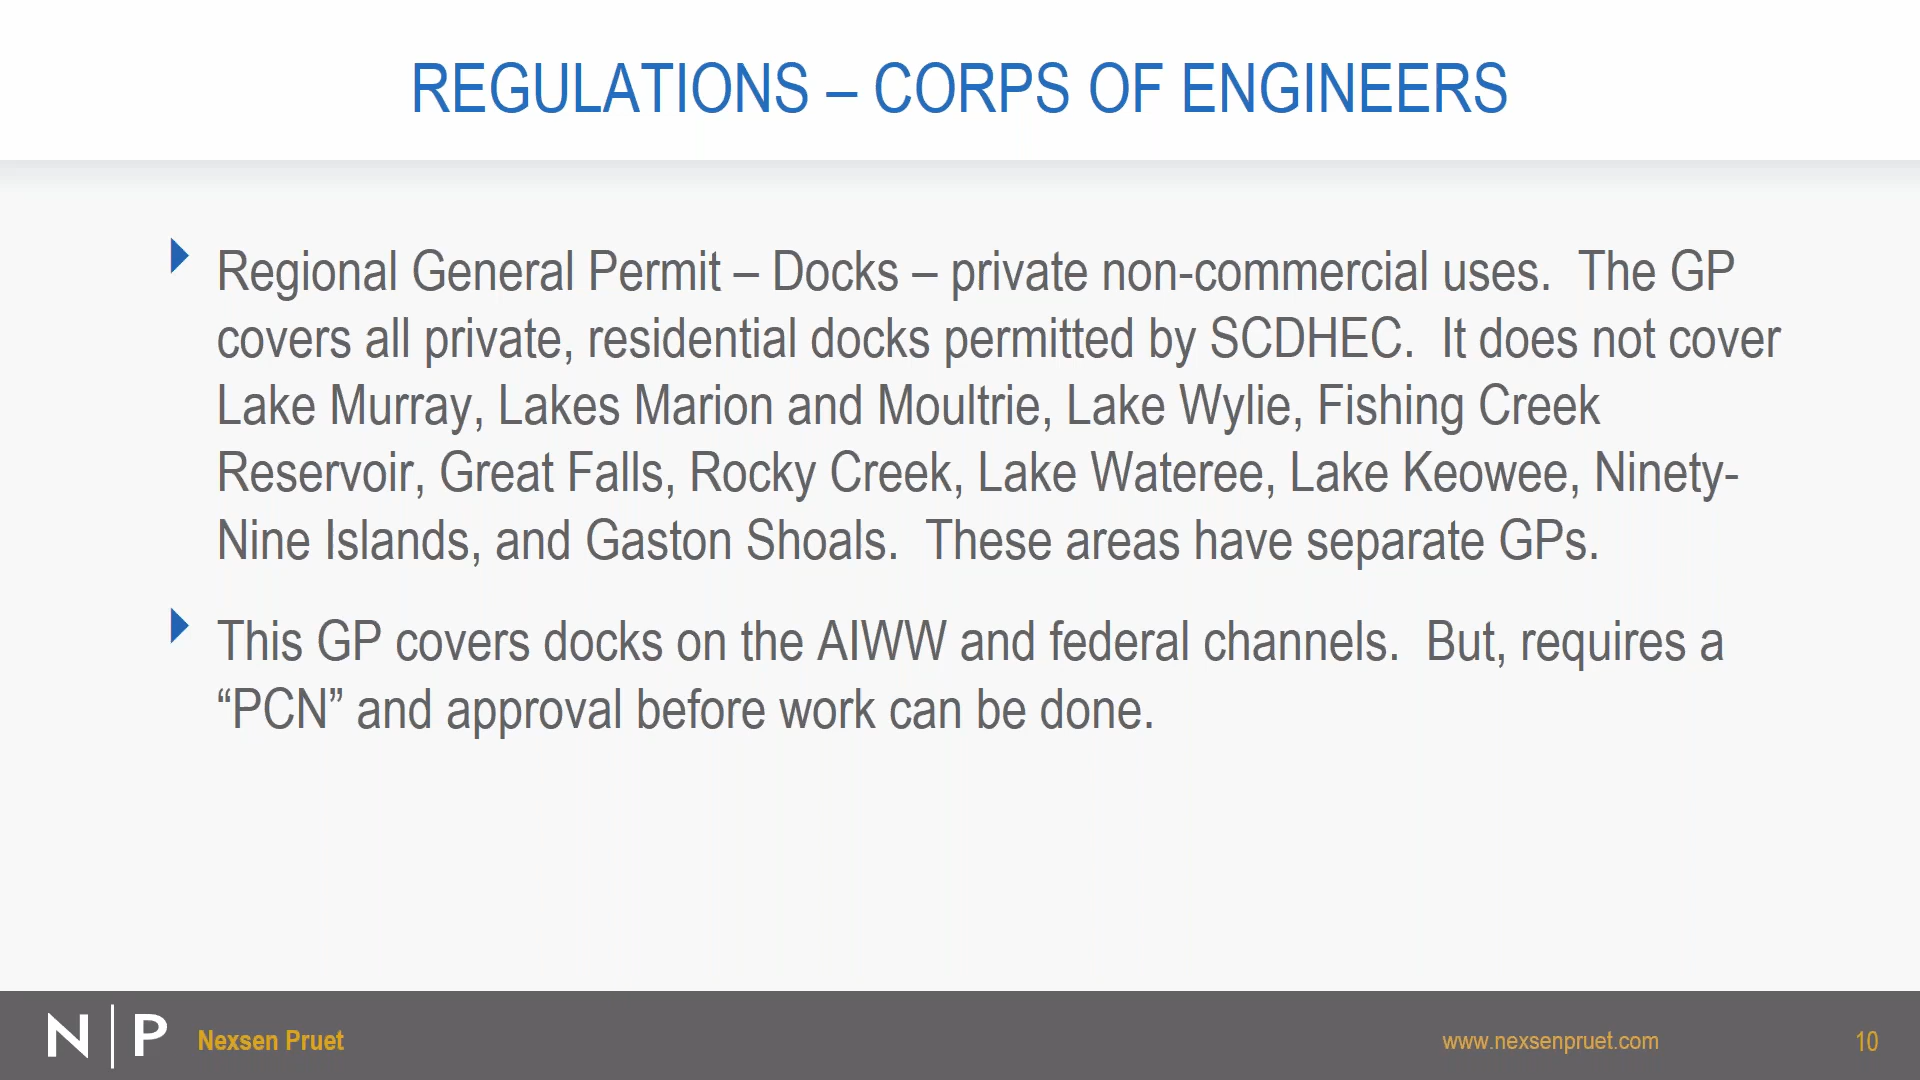 REGULATIONS – CORPS OF ENGINEERS
Regional General Permit – Docks – private non-commercial uses.  The GP
covers all private, residential docks permitted by SCDHEC.  It does not cover
Lake Murray, Lakes Marion and Moultrie, Lake Wylie, Fishing Creek
Reservoir, Great Falls, Rocky Creek, Lake Wateree, Lake Keowee, Ninety-
Nine Islands, and Gaston Shoals.  These areas have separate GPs.
This GP covers docks on the AIWW and federal channels.  But, requires a
“PCN” and approval before work can be done.
N|P Nexsen Pruet www.nexsenpruet.com 10